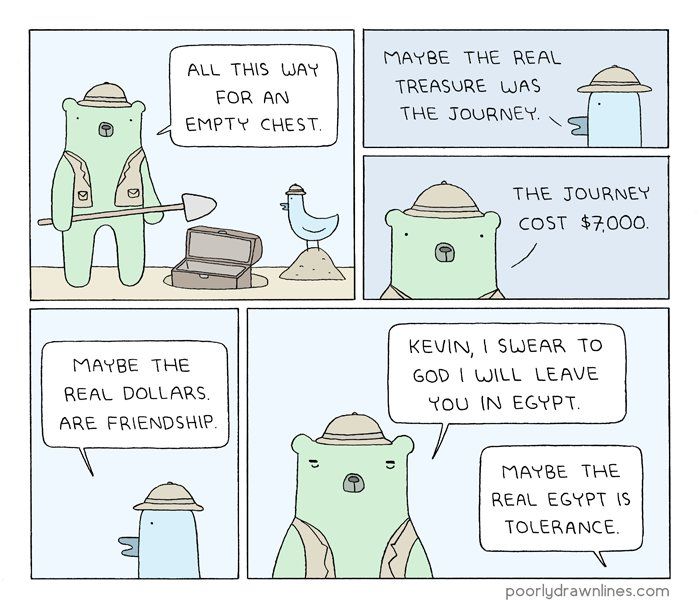 ALL THIS WAY
FOR AN
EMPTY CHEST.
MAYBE THE REAL
TREASURE WAS
THE JOURNEY.
THE JOURNEY
COST $7,000.
MAYBE THE
REAL DOLLARS.
ARE FRIENDSHIP.
KEVIN, I SWEAR TO
GOD I WILL LEAVE
YOU IN EGYPT.
MAYBE THE
REAL EGYPT IS
TOLERANCE.
poorlydrawnlines.com